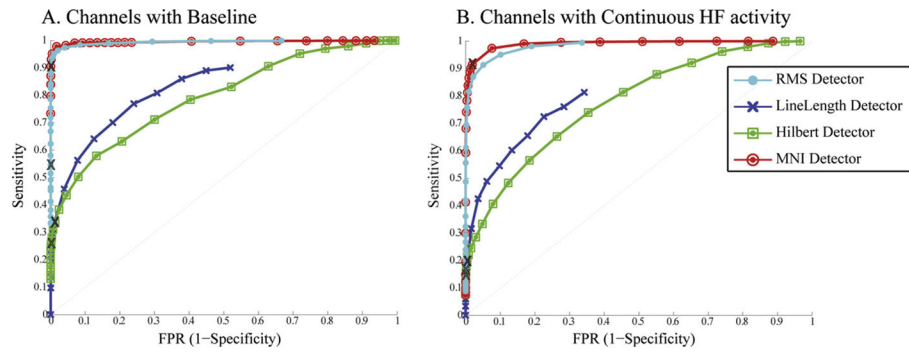 A. Channels with Baseline
1
0.9
0.8
0.7
0.6
0.5
0.4
0.3
0.2
0.1
0
Sensitivity
0 0.1 0.2 0.3 0.4 0.5 0.6 0.7 0.8 0.9 1
FPR (1−Specificity)
B. Channels with Continuous HF activity
1
0.9
0.8
0.7
0.6
0.5
0.4
0.3
0.2
0.1
0
Sensitivity
0 0.1 0.2 0.3 0.4 0.5 0.6 0.7 0.8 0.9 1
FPR (1−Specificity)
RMS Detector
LineLength Detector
Hilbert Detector
MNI Detector